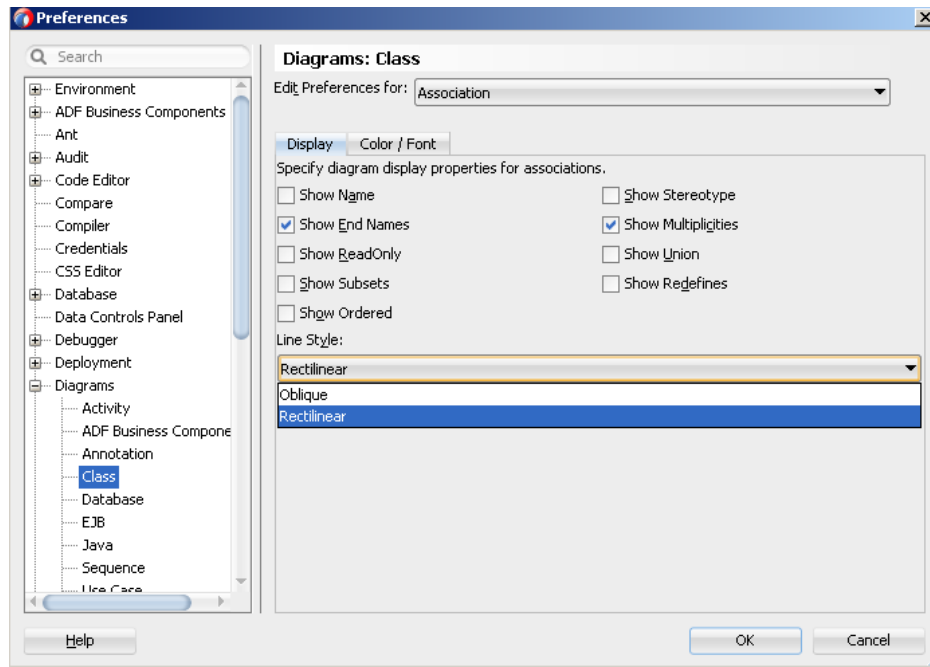 Preferences
Search
Environment
ADF Business Components
Ant
Audit
Code Editor
Compare
Compiler
Credentials
CSS Editor
Database
Data Controls Panel
Debugger
Deployment
Diagrams
Activity
ADF Business Compone
Annotation
Class
Database
EJB
Java
Sequence
Use Case
Diagrams: Class
Edit Preferences for: Association
Display Color / Font
Specify diagram display properties for associations.
Show Name Show Stereotype
Show End Names Show Multiplicities
Show ReadOnly Show Union
Show Subsets Show Redefines
Show Ordered
Line Style:
Rectilinear
Oblique
Rectilinear
Help OK Cancel